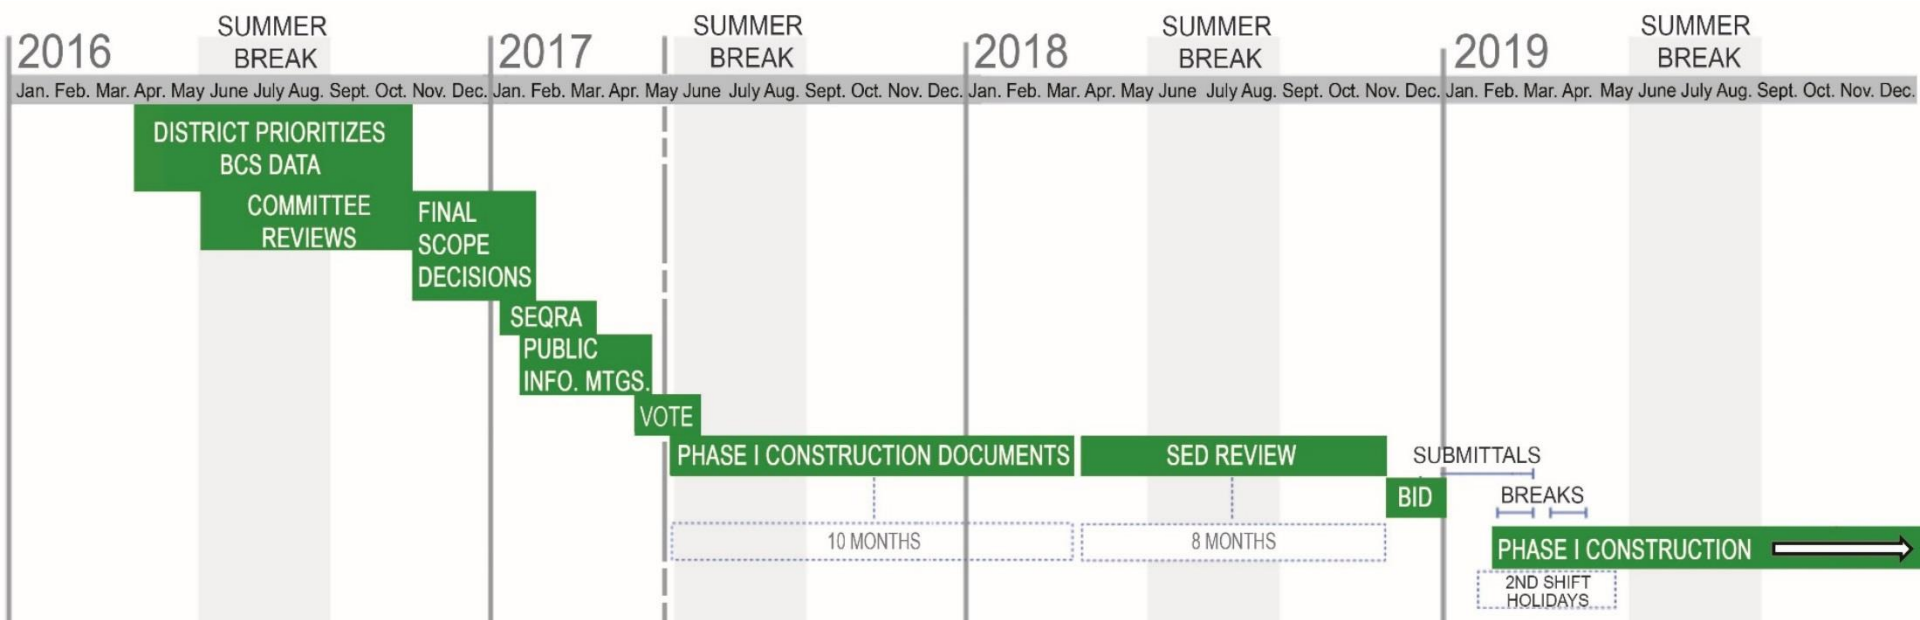 SUMMER
BREAK
SUMMER
BREAK
SUMMER
BREAK
SUMMER
BREAK
2016
2017
2018
2019
Jan. Feb. Mar. Apr. May June July Aug. Sept. Oct. Nov. Dec. Jan. Feb. Mar. Apr. May June July Aug. Sept. Oct. Nov. Dec. Jan. Feb. Mar. Apr. May June July Aug. Sept. Oct. Nov. Dec. Jan. Feb. Mar. Apr. May June July Aug. Sept. Oct. Nov. Dec.
DISTRICT PRIORITIZES
BCS DATA
COMMITTEE
REVIEWS
FINAL
SCOPE
DECISIONS
SEQRA
PUBLIC
INFO. MTGS.
VOTE
PHASE I CONSTRUCTION DOCUMENTS
SED REVIEW
SUBMITTALS
BID
BREAKS
10 MONTHS
8 MONTHS
PHASE I CONSTRUCTION
2ND SHIFT
HOLIDAYS